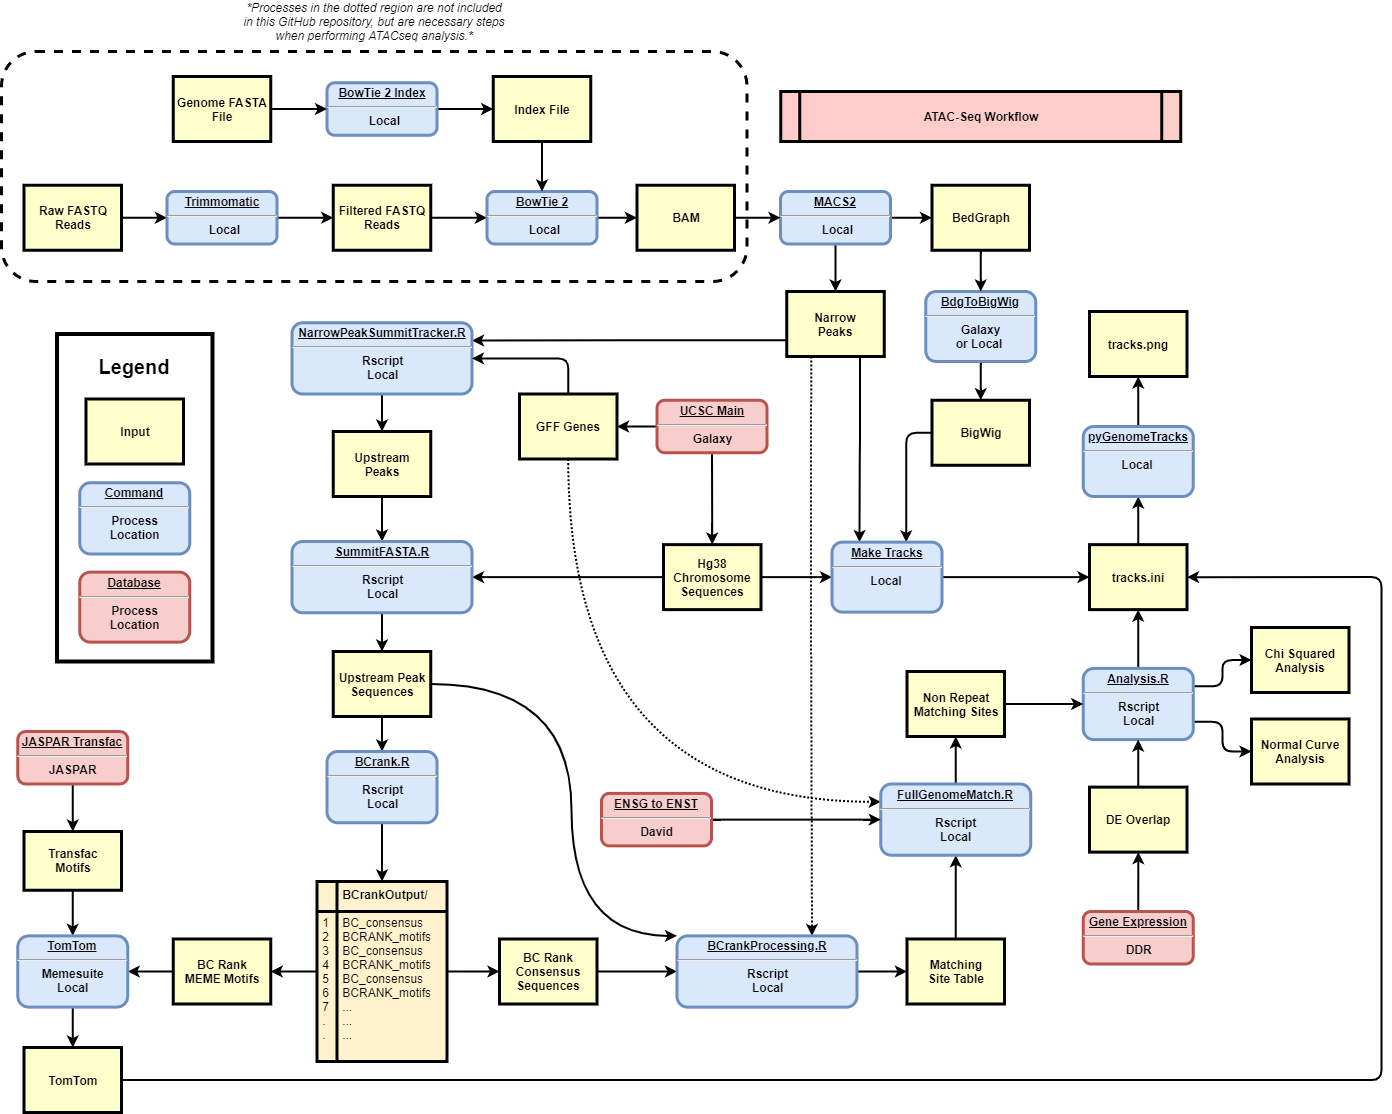 *Processes in the dotted region are not included
in this GitHub repository, but are necessary steps
when performing ATACseq analysis.*
Genome FASTA
File
BowTie 2 Index
Local
Index File
ATAC-Seq Workflow
Raw FASTQ
Reads
Trimmomatic
Local
Filtered FASTQ
Reads
BowTie 2
Local
BAM
MACS2
Local
BedGraph
Narrow
Peaks
BdgToBigWig
Galaxy
or Local
NarrowPeakSummitTracker.R
Rscript
Local
tracks.png
Legend
Input
Command
Process
Location
Database
Process
Location
GFF Genes
UCSC Main
Galaxy
BigWig
pyGenomeTracks
Local
Upstream
Peaks
SummitFASTA.R
Rscript
Local
Hg38
Chromosome
Sequences
Make Tracks
Local
tracks.ini
Upstream Peak
Sequences
Non Repeat
Matching Sites
Analysis.R
Rscript
Local
Chi Squared
Analysis
Normal Curve
Analysis
JASPAR Transfac
JASPAR
BCrank.R
Rscript
Local
ENSG to ENST
David
FullGenomeMatch.R
Rscript
Local
DE Overlap
Transfac
Motifs
BCrankOutput/
1 BC_consensus
2 BCRANK_motifs
3 BC_consensus
4 BCRANK_motifs
5 BC_consensus
6 BCRANK_motifs
7 ...
. ...
. ...
Gene Expression
DDR
TomTom
Memesuite
Local
BC Rank
MEME Motifs
BC Rank
Consensus
Sequences
BCrankProcessing.R
Rscript
Local
Matching
Site Table
TomTom